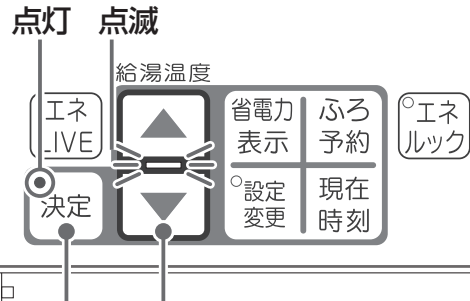 点灯 点滅
給湯温度
エネ
LIVE
省電力
表示
ふろ
予約
エネ
ルック
決定
設定
変更
現在
時刻